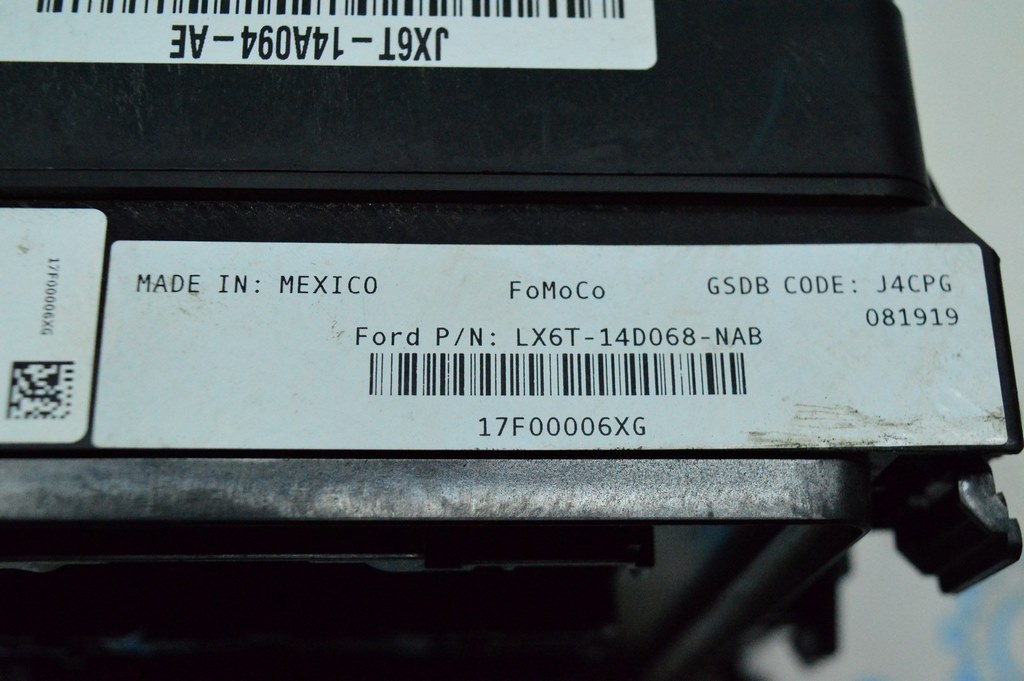 JX6T-14A094-AE
17F00006XG
MADE IN: MEXICO
FoMoCo
GSDB CODE: J4CPG
081919
Ford P/N: LX6T-14D068-NAB
17F00006XG